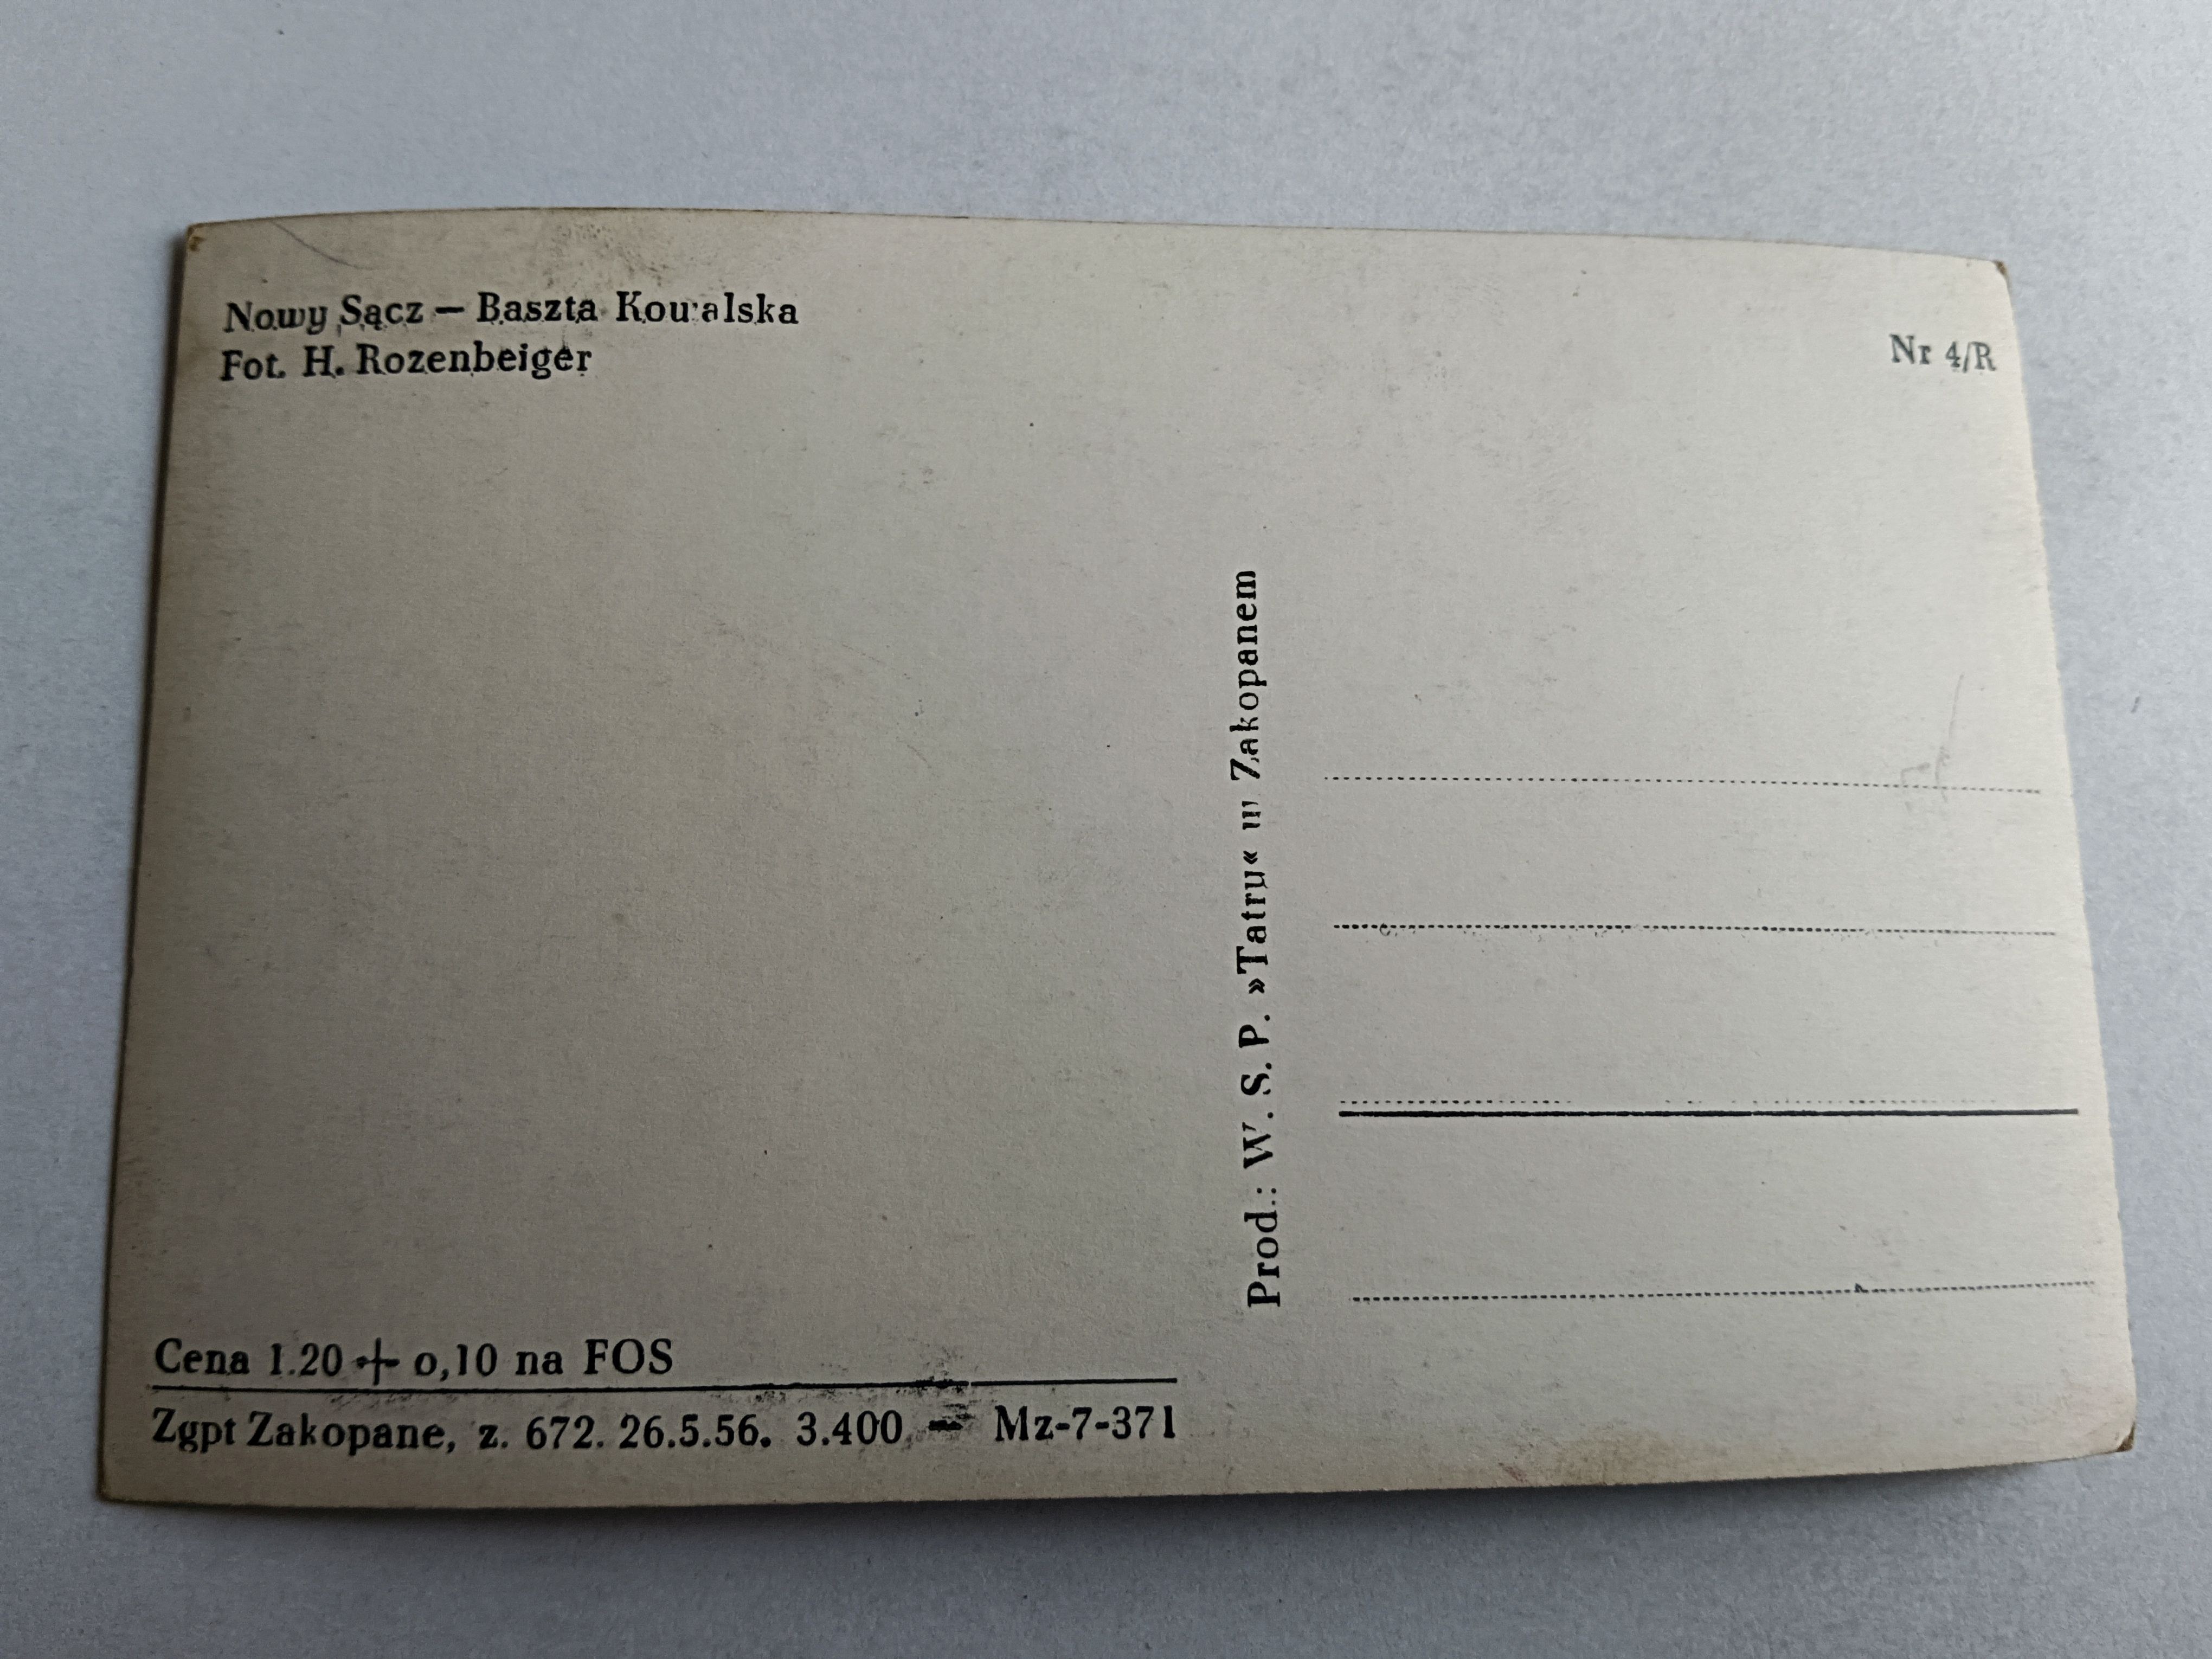 Nowy Sącz — Baszta Kowalska
Fot. H. Rozenbeiger
Nr 4/R
Prod.: W. S. P. »Tatry« w Zakopanem
Cena 1.20 + 0,10 na FOS
Zgpt Zakopane, z. 672. 26.5.56. 3.400 — Mz-7-371